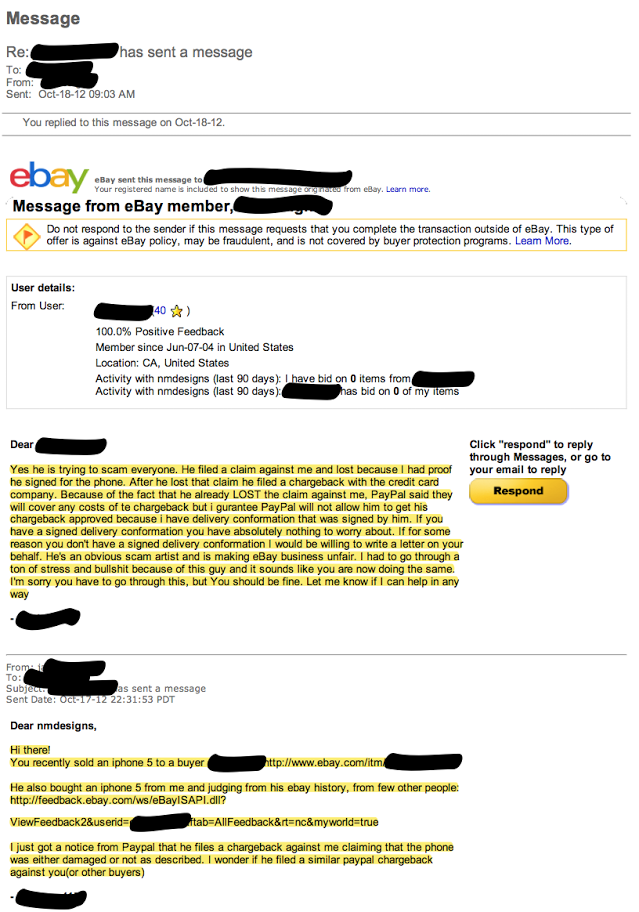 Message
Re: has sent a message
To:
From:
Sent: Oct-18-12 09:03 AM
You replied to this message on Oct-18-12.
ebay
eBay sent this message to
Your registered name is included to show this message originated from eBay. Learn more.
Message from eBay member,
Do not respond to the sender if this message requests that you complete the transaction outside of eBay. This type of
offer is against eBay policy, may be fraudulent, and is not covered by buyer protection programs. Learn More.
User details:
From User:
(40 )
100.0% Positive Feedback
Member since Jun-07-04 in United States
Location: CA, United States
Activity with nmdesigns (last 90 days): I have bid on 0 items from
Activity with nmdesigns (last 90 days): has bid on 0 of my items
Dear
Click "respond" to reply
through Messages, or go to
your email to reply
Respond
Yes he is trying to scam everyone. He filed a claim against me and lost because I had proof
he signed for the phone. After he lost that claim he filed a chargeback with the credit card
company. Because of the fact that he already LOST the claim against me, PayPal said they
will cover any costs of te chargeback but i gurantee PayPal will not allow him to get his
chargeback approved because i have delivery conformation that was signed by him. If you
have a signed delivery conformation you have absolutely nothing to worry about. If for some
reason you don't have a signed delivery conformation I would be willing to write a letter on your
behalf. He's an obvious scam artist and is making eBay business unfair. I had to go through a
ton of stress and bullshit because of this guy and it sounds like you are now doing the same.
I'm sorry you have to go through this, but You should be fine. Let me know if I can help in any
way
-
From:
To:
Subject: has sent a message
Sent Date: Oct-17-12 22:31:53 PDT
Dear nmdesigns,
Hi there!
You recently sold an iphone 5 to a buyer http://www.ebay.com/itm/
He also bought an iphone 5 from me and judging from his ebay history, from few other people:
http://feedback.ebay.com/ws/eBayISAPI.dll?
ViewFeedback2&userid= ftab=AllFeedback&rt=nc&myworld=true
I just got a notice from Paypal that he files a chargeback against me claiming that the phone
was either damaged or not as described. I wonder if he filed a similar paypal chargeback
against you(or other buyers)
-